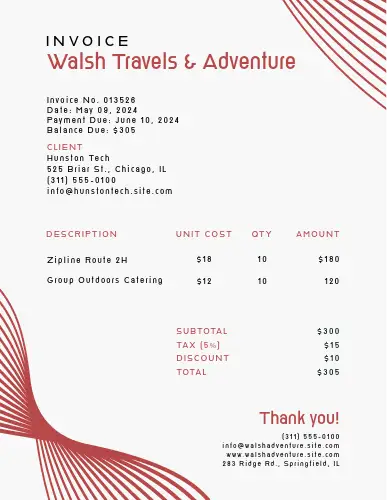 INVOICE
Walsh Travels & Adventure
Invoice No. 013526
Date: May 09, 2024
Payment Due: June 10, 2024
Balance Due: $305
CLIENT
Hunston Tech
525 Briar St., Chicago, IL
(311) 555-0100
info@hunstontech.site.com
DESCRIPTION UNIT COST QTY AMOUNT
Zipline Route 2H $18 10 $180
Group Outdoors Catering $12 10 120
SUBTOTAL $300
TAX (5%) $15
DISCOUNT $10
TOTAL $305
Thank you!
(311) 555-0100
info@walshadventure.site.com
www.walshadventure.site.com
283 Ridge Rd., Springfield, IL